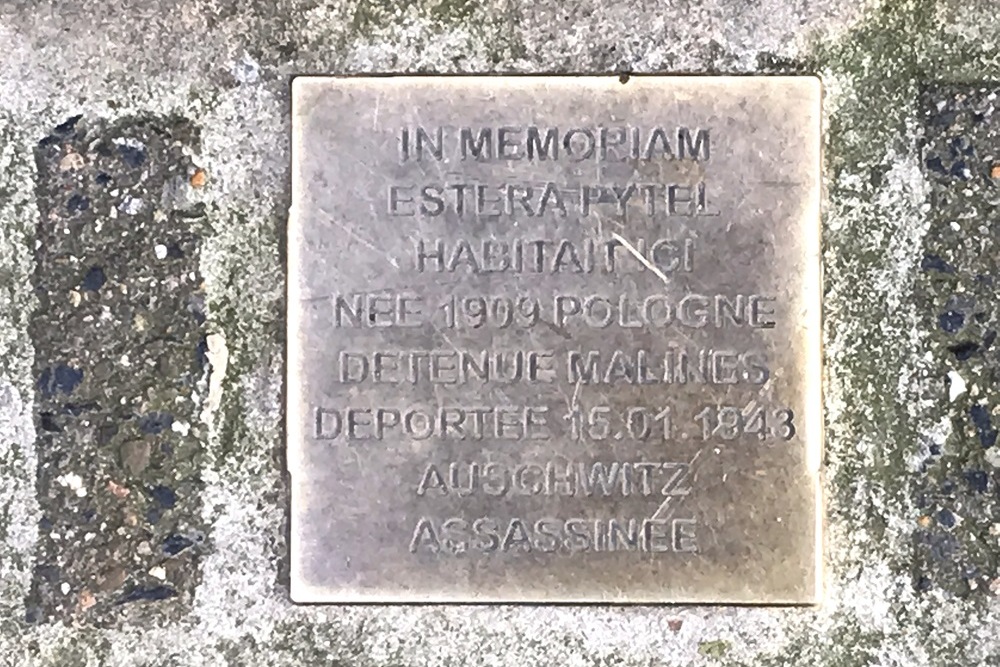 IN MEMORIAM
ESTERA PYTEL
HABITAIT ICI
NEE 1909 POLOGNE
DETENUE MALINES
DEPORTEE 15.01.1943
AUSCHWITZ
ASSASSINEE